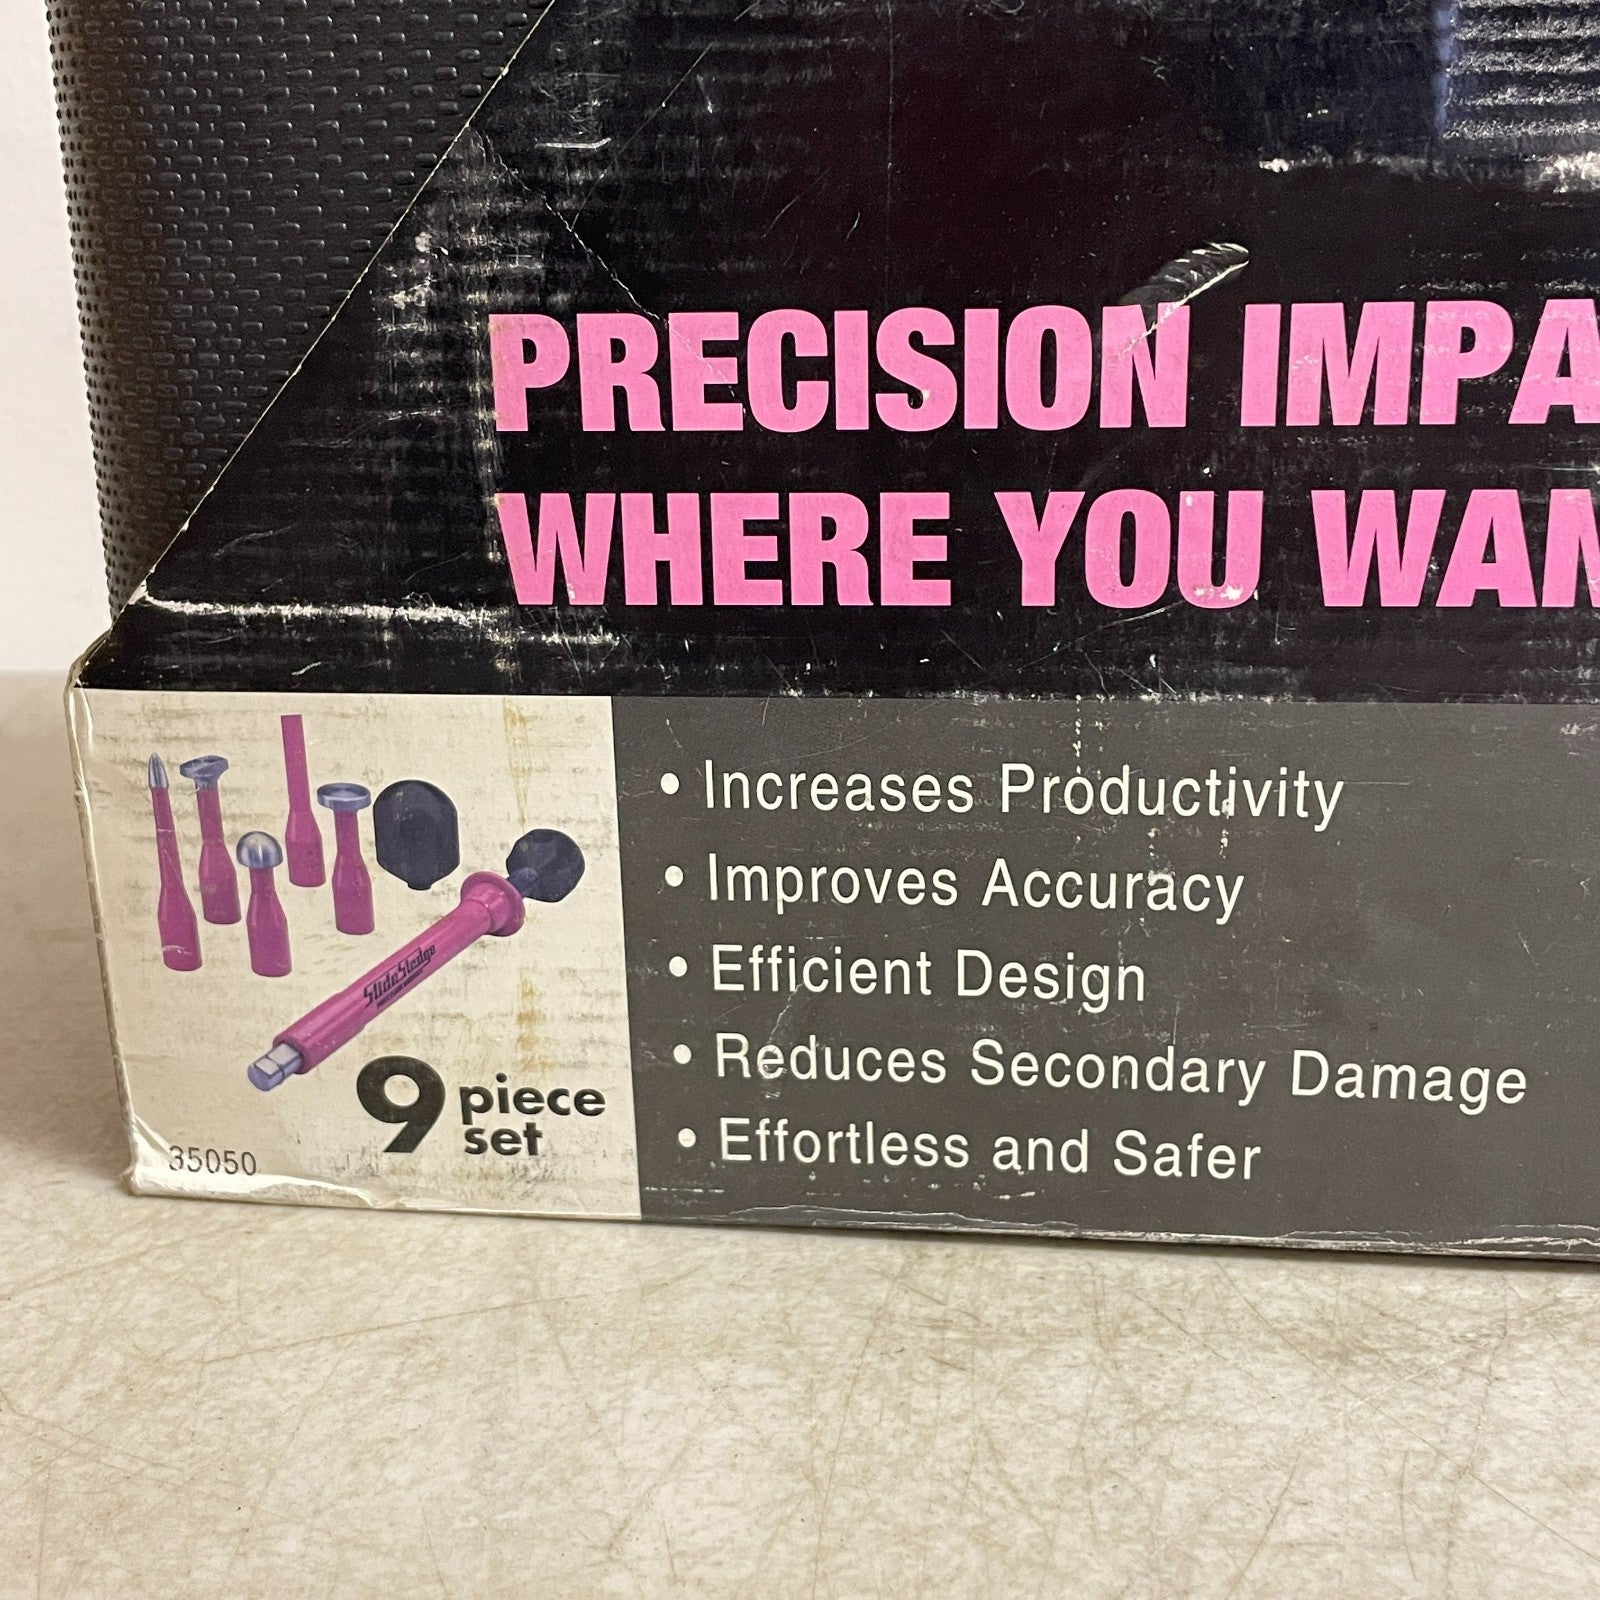 PRECISION IMPA
WHERE YOU WAN
• Increases Productivity
• Improves Accuracy
• Efficient Design
• Reduces Secondary Damage
• Effortless and Safer
SlideSledge
9 piece
set
35050